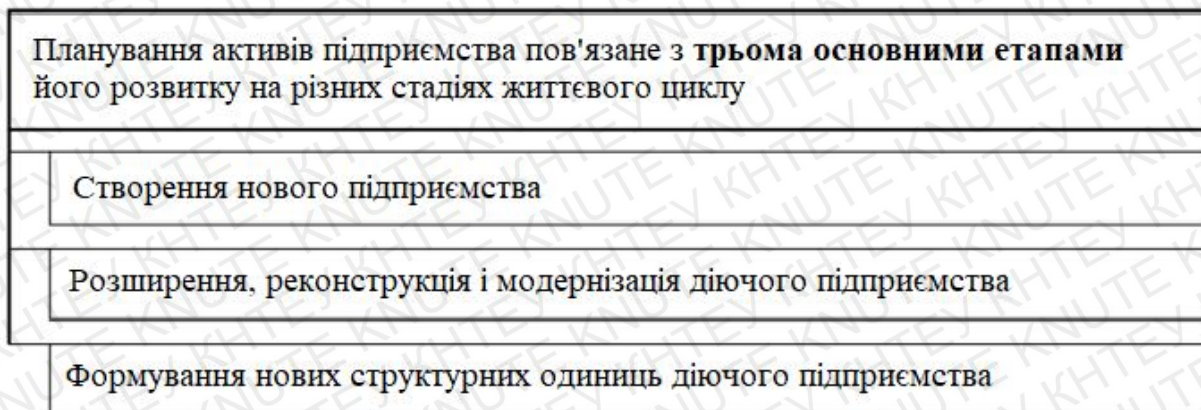 Планування активів підприємства пов'язане з трьома основними етапами
його розвитку на різних стадіях життєвого циклу
Створення нового підприємства
Розширення, реконструкція і модернізація діючого підприємства
Формування нових структурних одиниць діючого підприємства